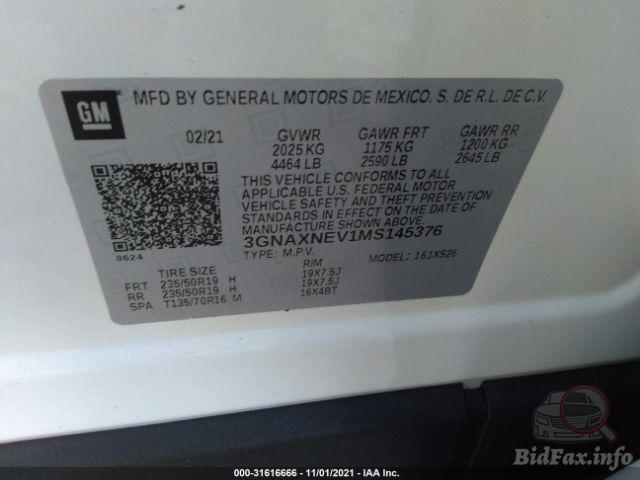 GM
MFD BY GENERAL MOTORS DE MEXICO, S. DE R.L. DE C.V.
02/21 GVWR GAWR FRT GAWR RR
2025 KG 1175 KG 1200 KG
4464 LB 2590 LB 2645 LB
THIS VEHICLE CONFORMS TO ALL
APPLICABLE U.S. FEDERAL MOTOR
VEHICLE SAFETY AND BUMPER
STANDARDS IN EFFECT ON THE DATE OF
MANUFACTURE SHOWN ABOVE.
3GNAXNEV1MS145376
8624
TYPE: M.P.V. MODEL: 161XS26
TIRE SIZE RIM
FRT 235/50R19 H 19X7.5J
RR 235/50R19 H 19X7.5J
SPA T135/70R16 M 16X4BT
BidFax.info
000-31616666 - 11/01/2021 - IAA Inc.